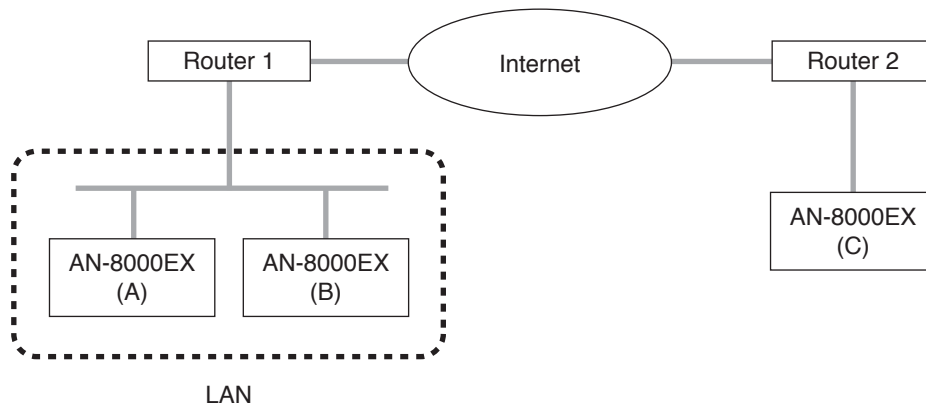 Router 1
Internet
Router 2
AN-8000EX
(A)
AN-8000EX
(B)
AN-8000EX
(C)
LAN